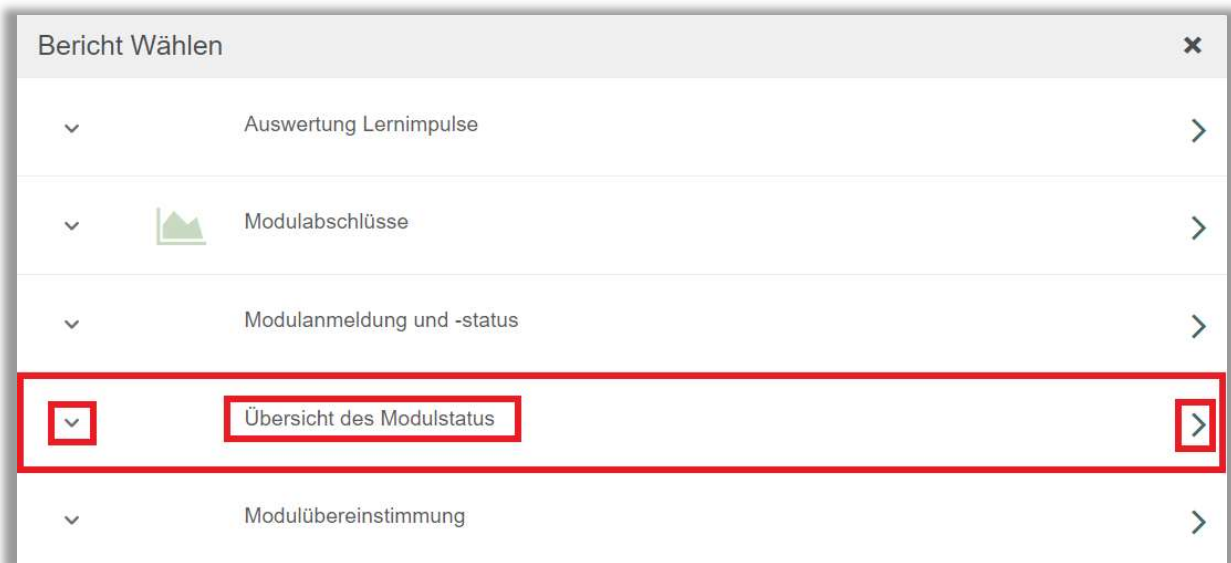 Bericht Wählen
Auswertung Lernimpulse
Modulabschlüsse
Modulanmeldung und -status
Übersicht des Modulstatus
Modulübereinstimmung